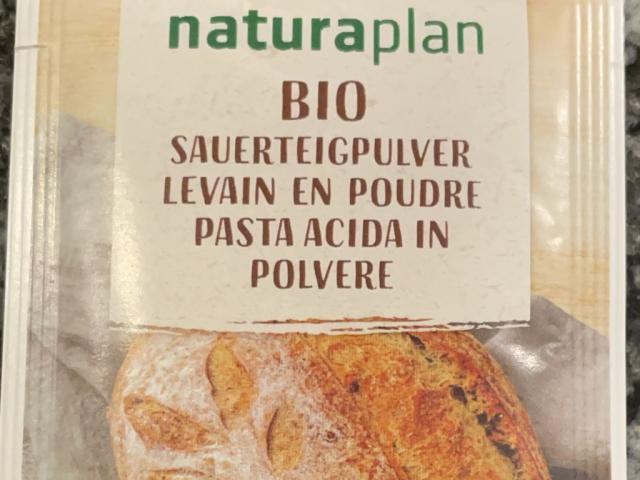 naturaplan
BIO
SAUERTEIGPULVER
LEVAIN EN POUDRE
PASTA ACIDA IN
POLVERE